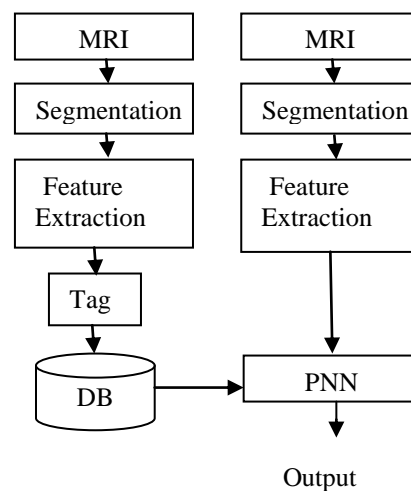 MRI
Segmentation
Feature
Extraction
Tag
DB
MRI
Segmentation
Feature
Extraction
PNN
Output